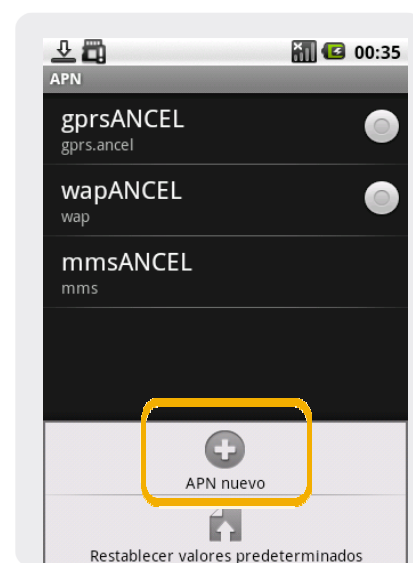 00:35
APN
gprsANCEL
gprs.ancel
wapANCEL
wap
mmsANCEL
mms
APN nuevo
Restablecer valores predeterminados